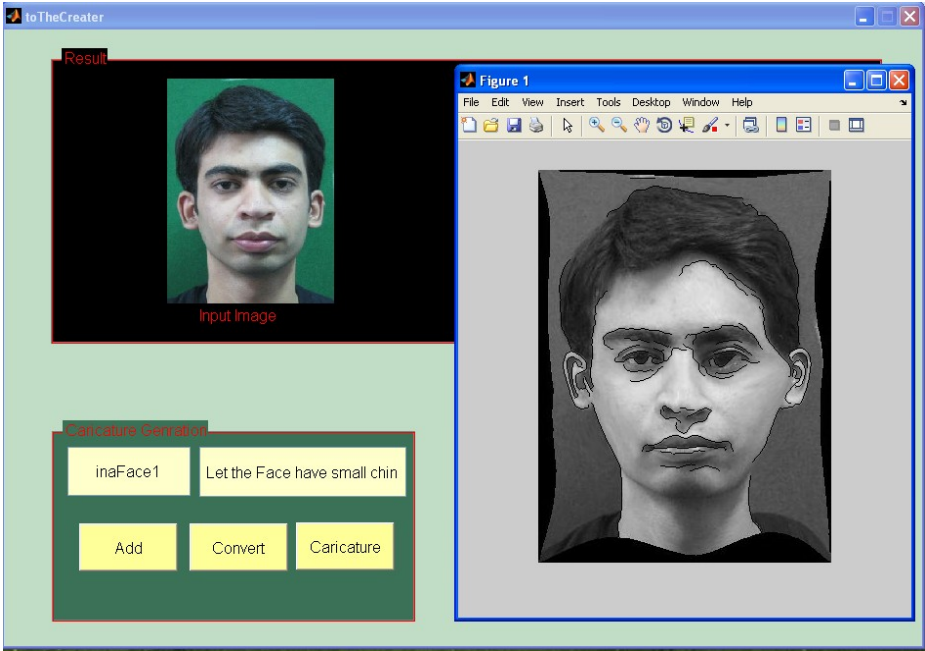 toTheCreater
Result
Input Image
Figure 1
File Edit View Insert Tools Desktop Window Help
Caricature Genration
inaFace1
Let the Face have small chin
Add
Convert
Caricature